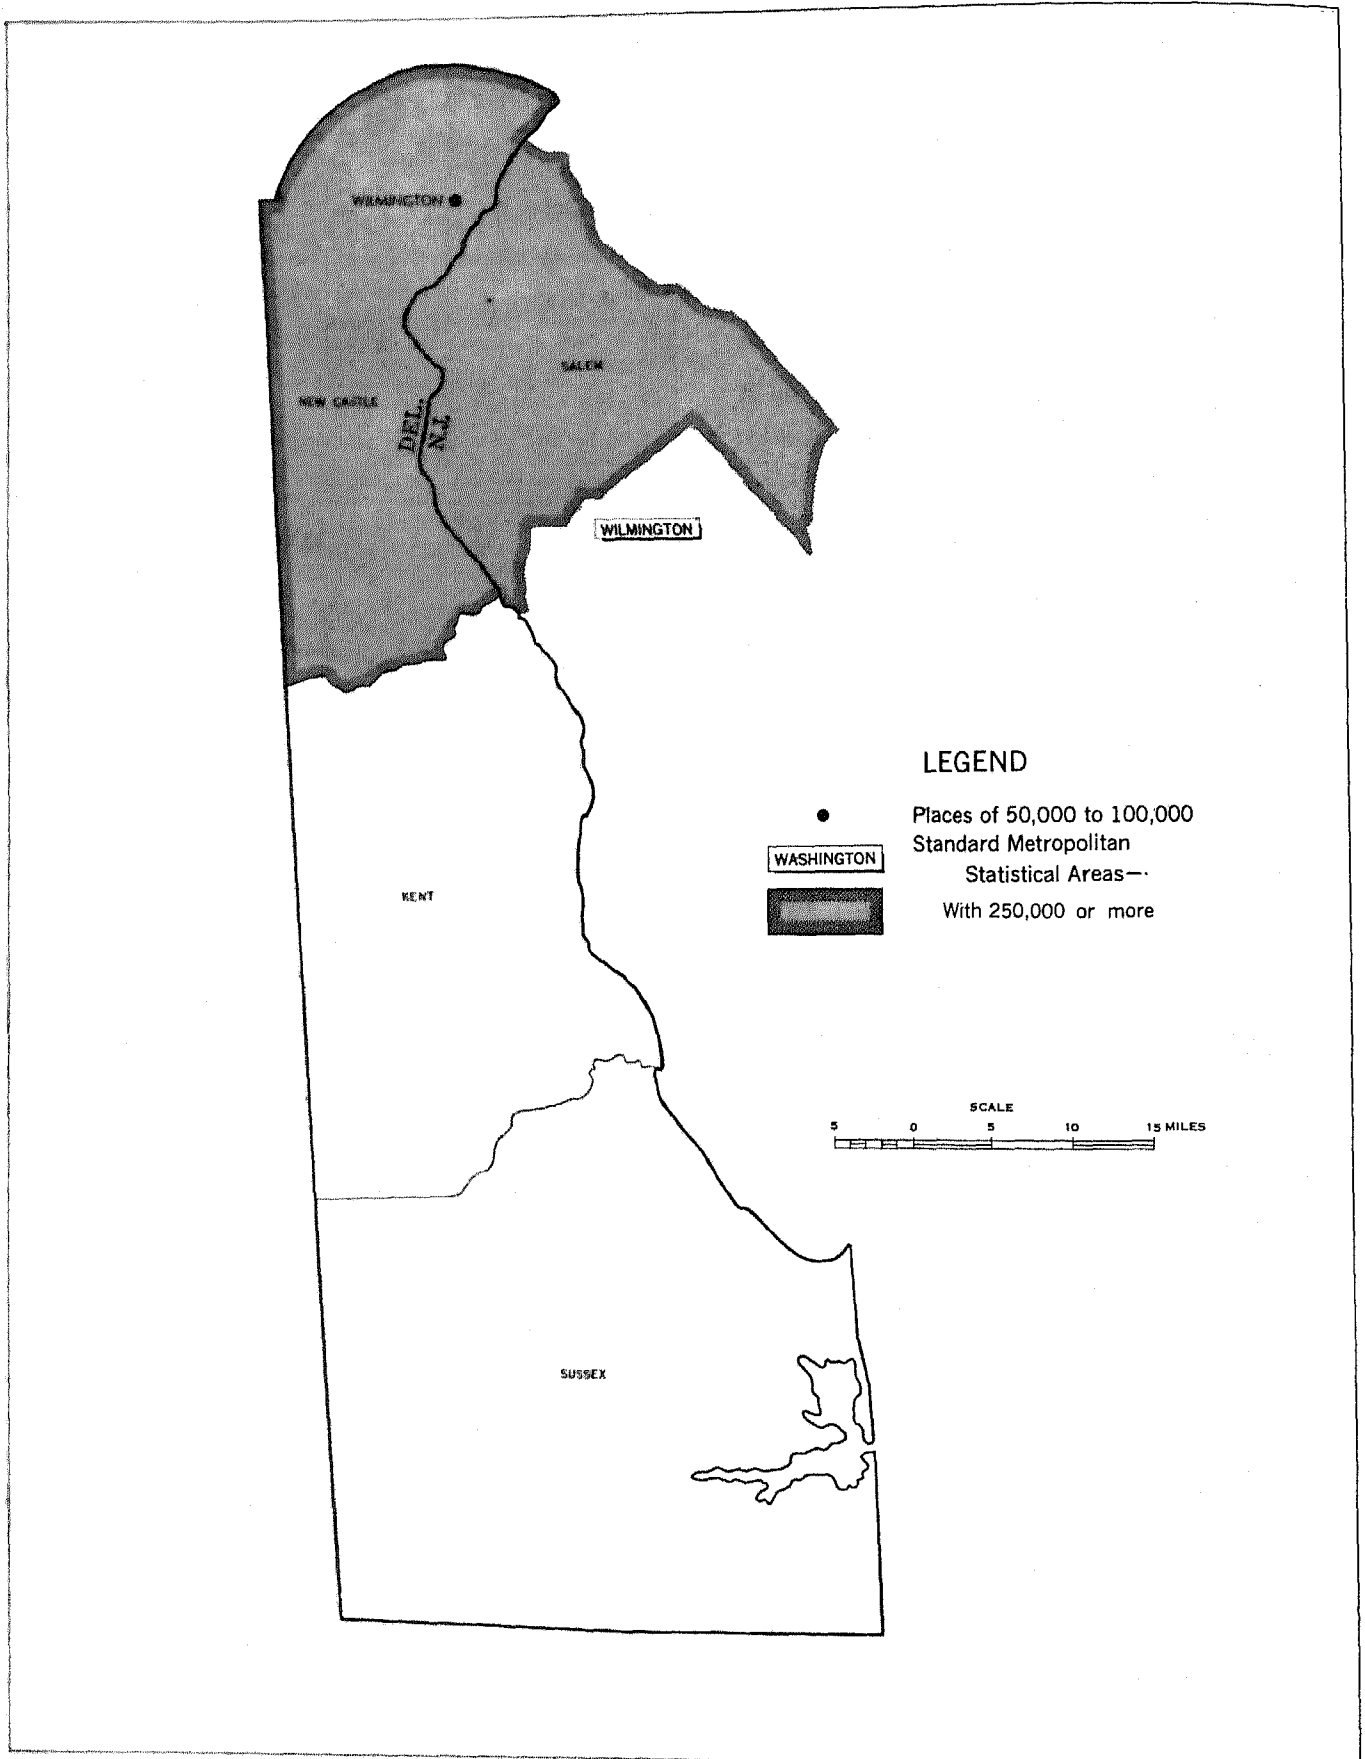 WILMINGTON
SALEM
NEW CASTLE
DEL.
N.J.
WILMINGTON
LEGEND
Places of 50,000 to 100,000
WASHINGTON
Standard Metropolitan
Statistical Areas—
With 250,000 or more
KENT
SCALE
5 0 5 10 15 MILES
SUSSEX